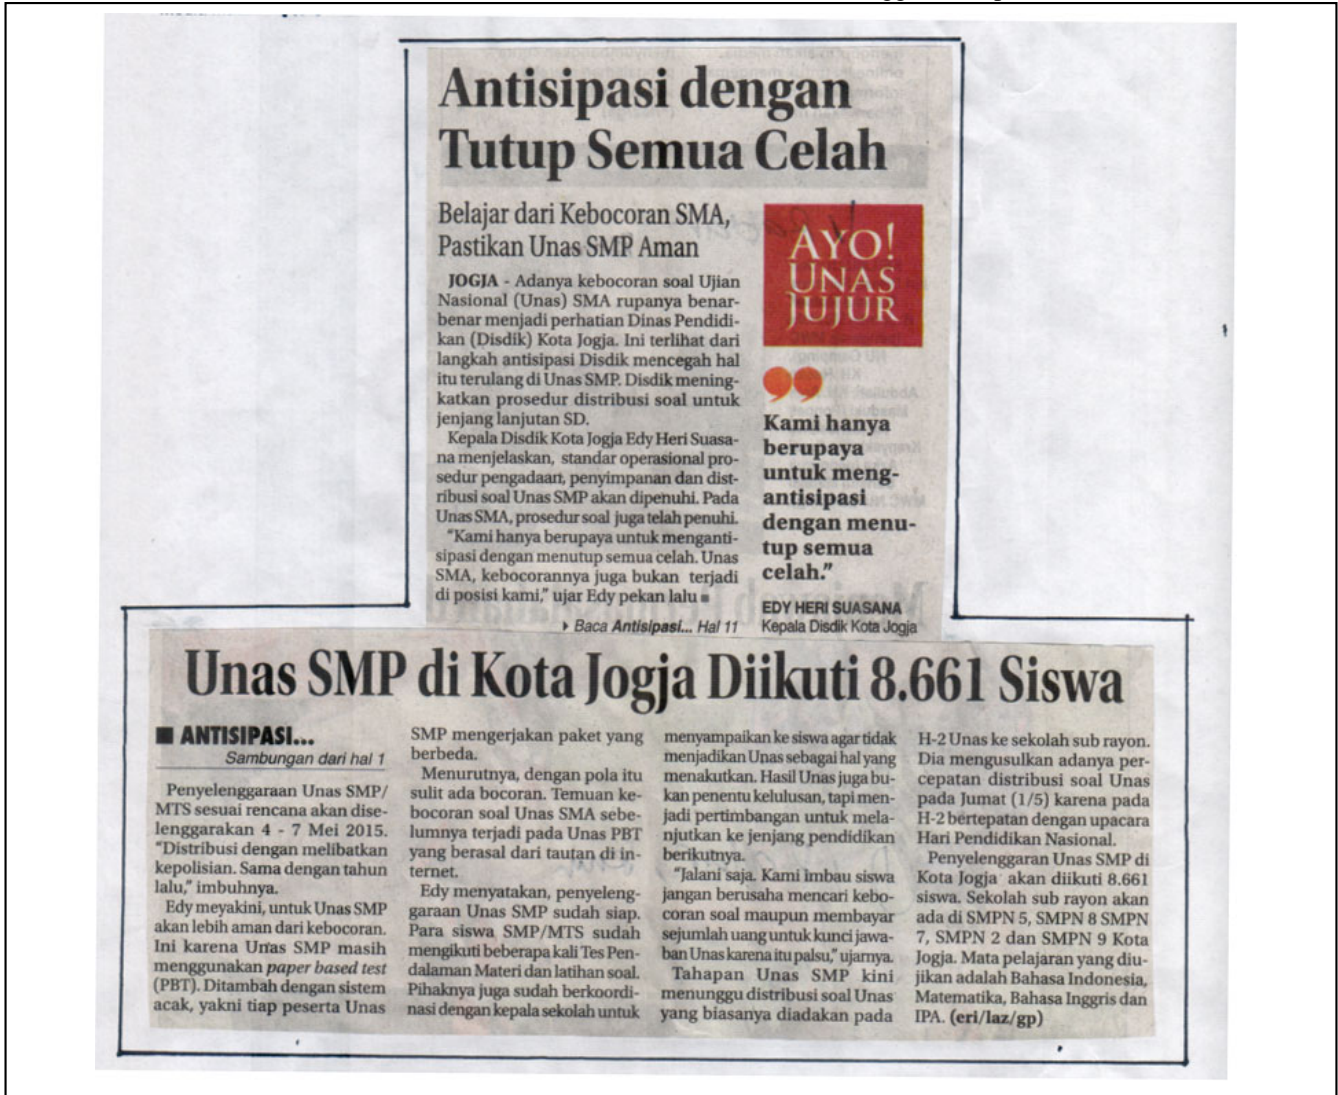 Antisipasi dengan
Tutup Semua Celah
Belajar dari Kebocoran SMA,
Pastikan Unas SMP Aman
JOGJA - Adanya kebocoran soal Ujian
Nasional (Unas) SMA rupanya benar-
benar menjadi perhatian Dinas Pendidi-
kan (Disdik) Kota Jogja. Ini terlihat dari
langkah antisipasi Disdik mencegah hal
itu terulang di Unas SMP. Disdik mening-
katkan prosedur distribusi soal untuk
jenjang lanjutan SD.
Kepala Disdik Kota Jogja Edy Heri Suasa-
na menjelaskan, standar operasional pro-
sedur pengadaan, penyimpanan dan dist-
ribusi soal Unas SMP akan dipenuhi. Pada
Unas SMA, prosedur soal juga telah penuhi.
"Kami hanya berupaya untuk menganti-
sipasi dengan menutup semua celah. Unas
SMA, kebocorannya juga bukan terjadi
di posisi kami," ujar Edy pekan lalu ■
▸ Baca Antisipasi... Hal 11
AYO!
UNAS
JUJUR
Kami hanya
berupaya
untuk meng-
antisipasi
dengan menu-
tup semua
celah."
EDY HERI SUASANA
Kepala Disdik Kota Jogja
Unas SMP di Kota Jogja Diikuti 8.661 Siswa
■ ANTISIPASI...
Sambungan dari hal 1
Penyelenggaraan Unas SMP/
MTS sesuai rencana akan dise-
lenggarakan 4 - 7 Mei 2015.
"Distribusi dengan melibatkan
kepolisian. Sama dengan tahun
lalu," imbuhnya.
Edy meyakini, untuk Unas SMP
akan lebih aman dari kebocoran.
Ini karena Unas SMP masih
menggunakan paper based test
(PBT). Ditambah dengan sistem
acak, yakni tiap peserta Unas
SMP mengerjakan paket yang
berbeda.
Menurutnya, dengan pola itu
sulit ada bocoran. Temuan ke-
bocoran soal Unas SMA sebe-
lumnya terjadi pada Unas PBT
yang berasal dari tautan di in-
ternet.
Edy menyatakan, penyeleng-
garaan Unas SMP sudah siap.
Para siswa SMP/MTS sudah
mengikuti beberapa kali Tes Pen-
dalaman Materi dan latihan soal.
Pihaknya juga sudah berkoordi-
nasi dengan kepala sekolah untuk
menyampaikan ke siswa agar tidak
menjadikan Unas sebagai hal yang
menakutkan. Hasil Unas juga bu-
kan penentu kelulusan, tapi men-
jadi pertimbangan untuk mela-
njutkan ke jenjang pendidikan
berikutnya.
"Jalani saja. Kami imbau siswa
jangan berusaha mencari kebo-
coran soal maupun membayar
sejumlah uang untuk kunci jawa-
ban Unas karena itu palsu," ujarnya.
Tahapan Unas SMP kini
menunggu distribusi soal Unas
yang biasanya diadakan pada
H-2 Unas ke sekolah sub rayon.
Dia mengusulkan adanya per-
cepatan distribusi soal Unas
pada Jumat (1/5) karena pada
H-2 bertepatan dengan upacara
Hari Pendidikan Nasional.
Penyelenggaran Unas SMP di
Kota Jogja akan diikuti 8.661
siswa. Sekolah sub rayon akan
ada di SMPN 5, SMPN 8 SMPN
7, SMPN 2 dan SMPN 9 Kota
Jogja. Mata pelajaran yang diu-
jikan adalah Bahasa Indonesia,
Matematika, Bahasa Inggris dan
IPA. (eri/laz/gp)